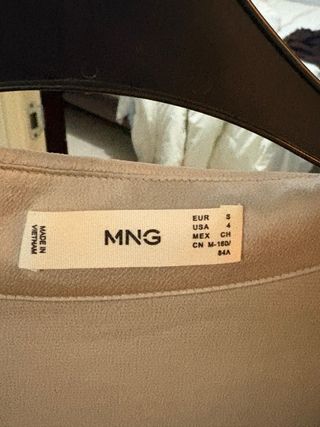 MADE IN
VIETNAM
MNG
EUR S
USA 4
MEX CH
CN M-160/
84A